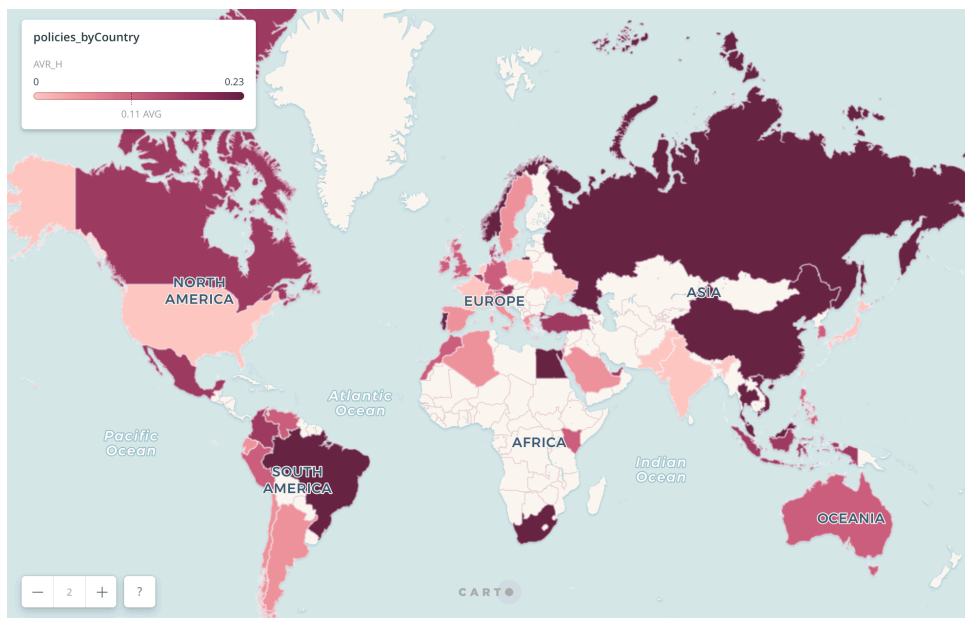 policies_byCountry
AVR_H
0 0.23
0.11 AVG
NORTH
AMERICA
EUROPE
ASIA
Atlantic
Ocean
Pacific
Ocean
AFRICA
Indian
Ocean
SOUTH
AMERICA
OCEANIA
— 2 + ?
CARTO